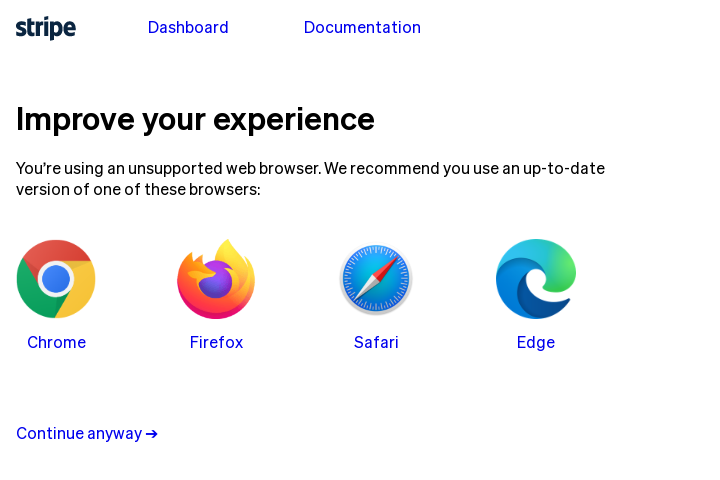 stripe
Dashboard
Documentation
Improve your experience
You’re using an unsupported web browser. We recommend you use an up-to-date
version of one of these browsers:
Chrome
Firefox
Safari
Edge
Continue anyway ➔